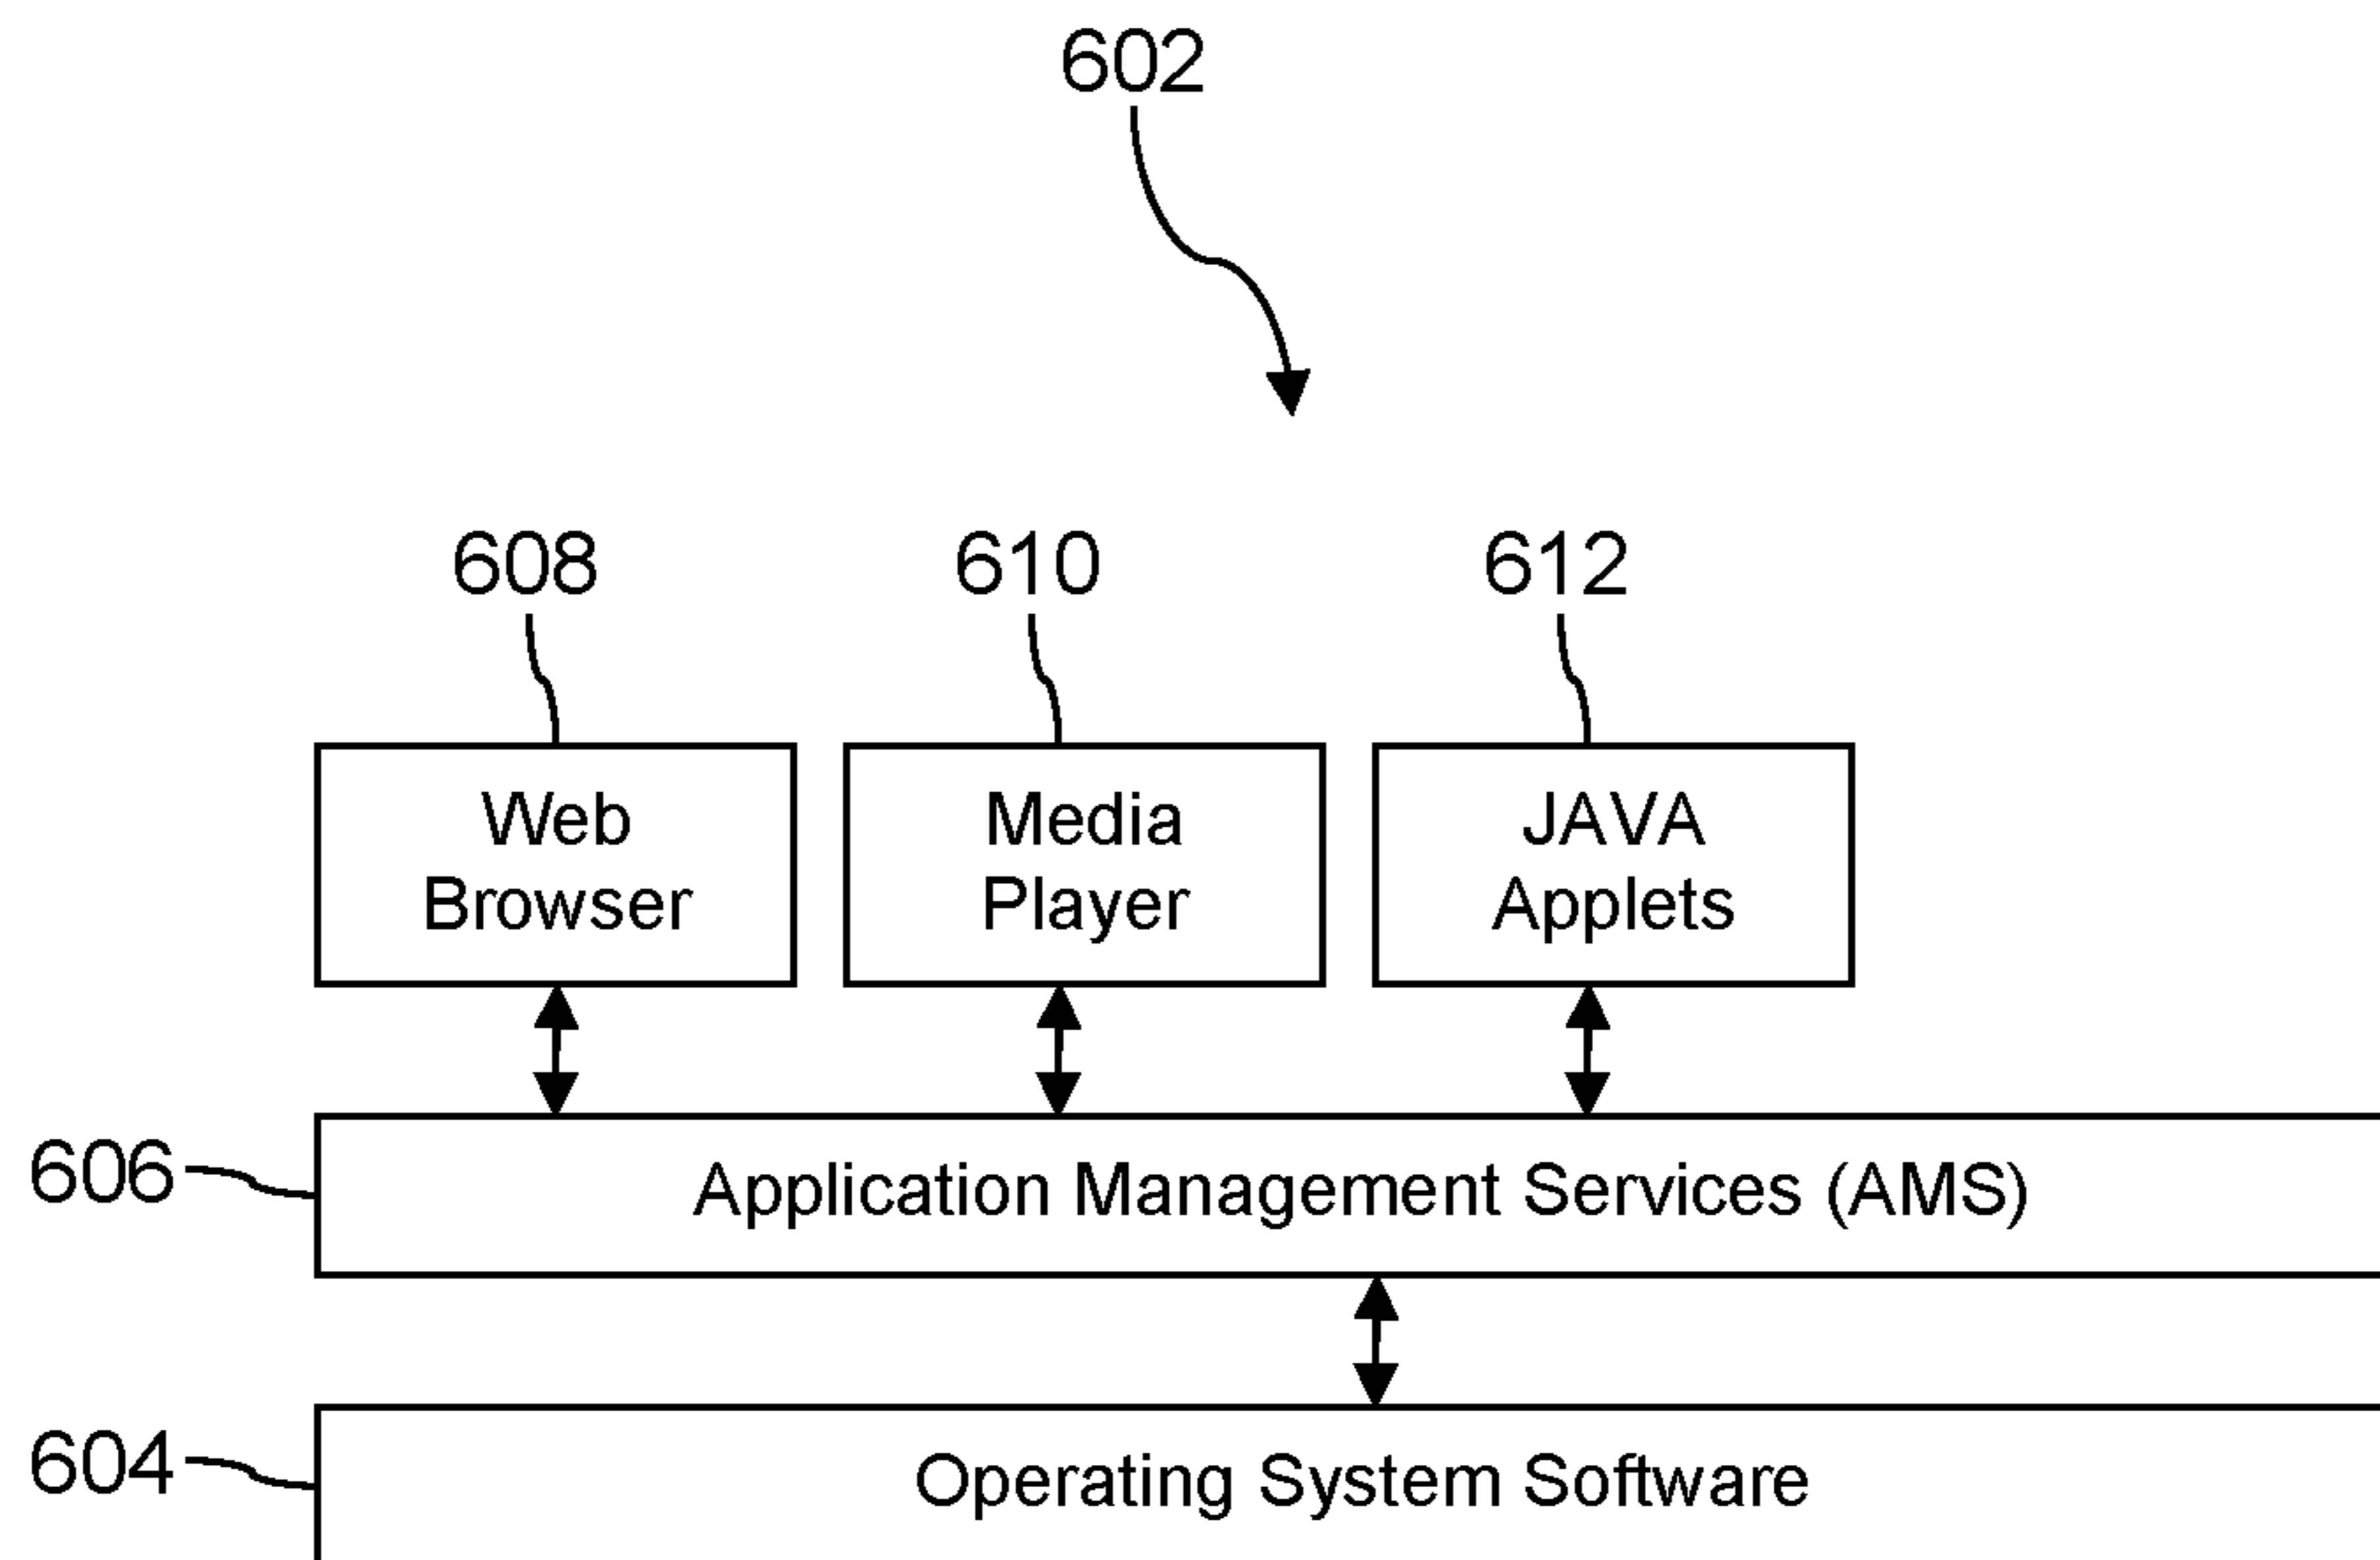 602
608
610
612
Web
Browser
Media
Player
JAVA
Applets
606
Application Management Services (AMS)
604
Operating System Software